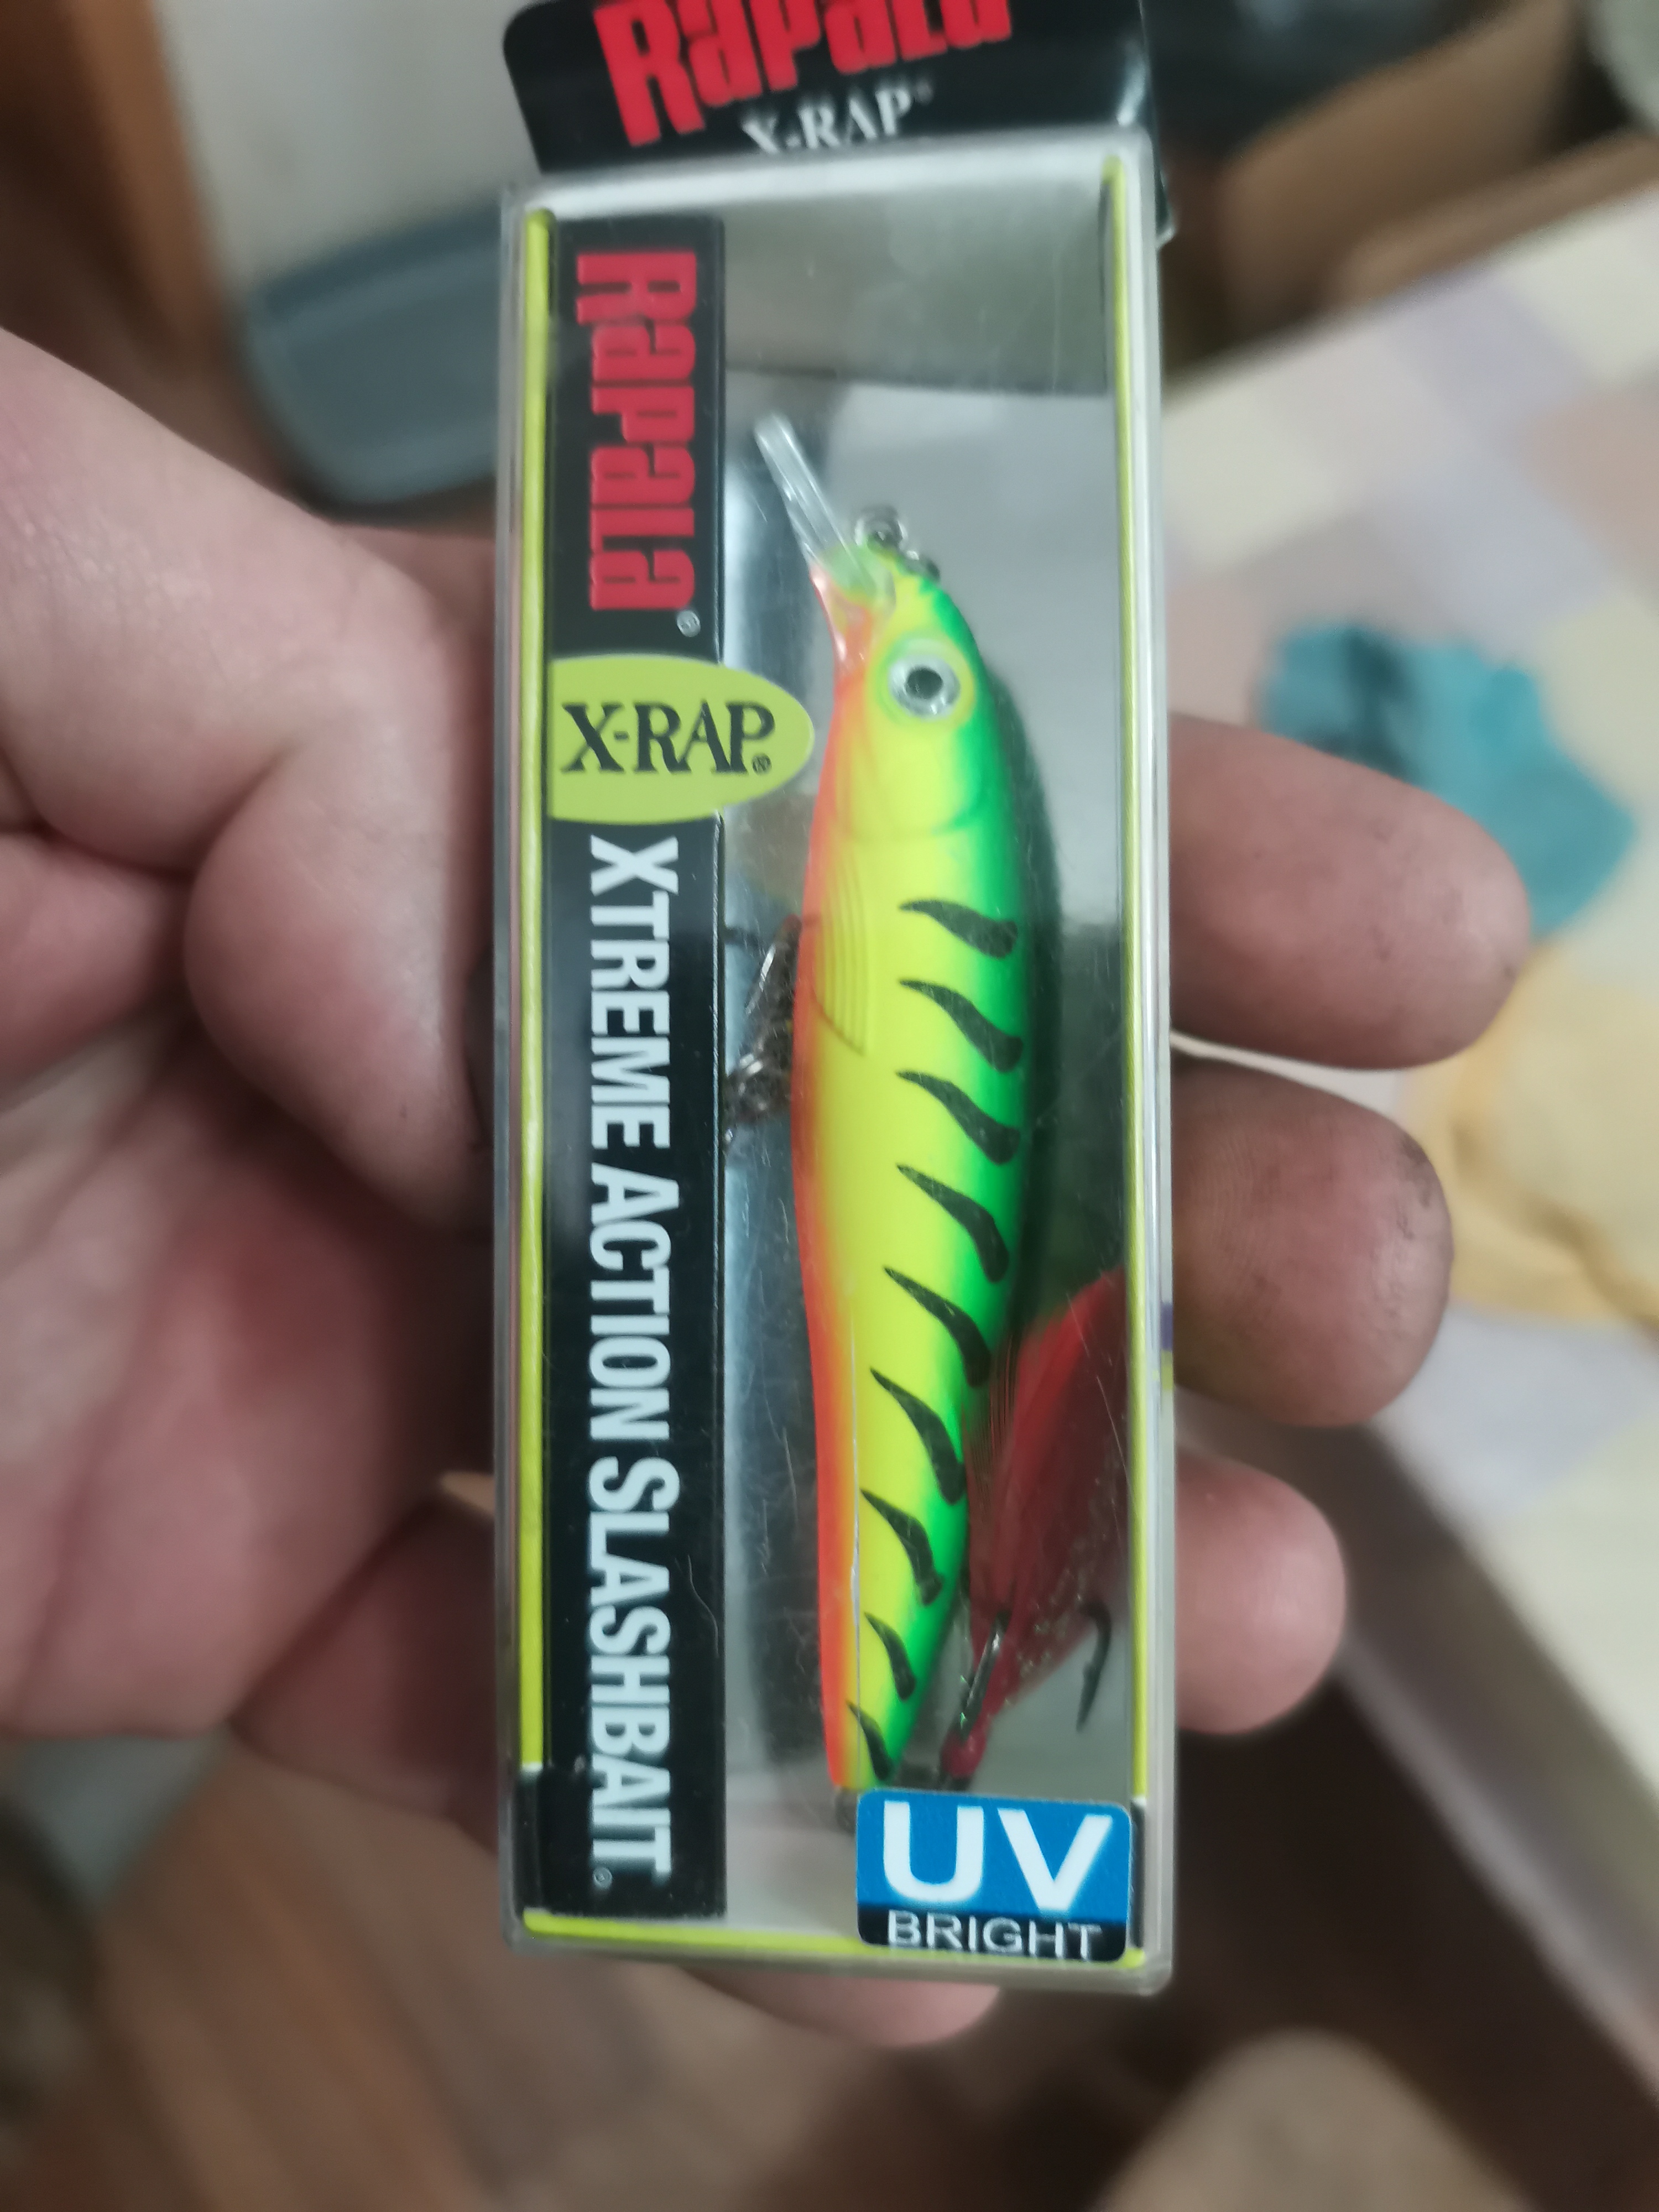 Rapala
X-RAP®
Rapala®
X-RAP®
XTREME ACTION SLASHBAIT®
UV
BRIGHT